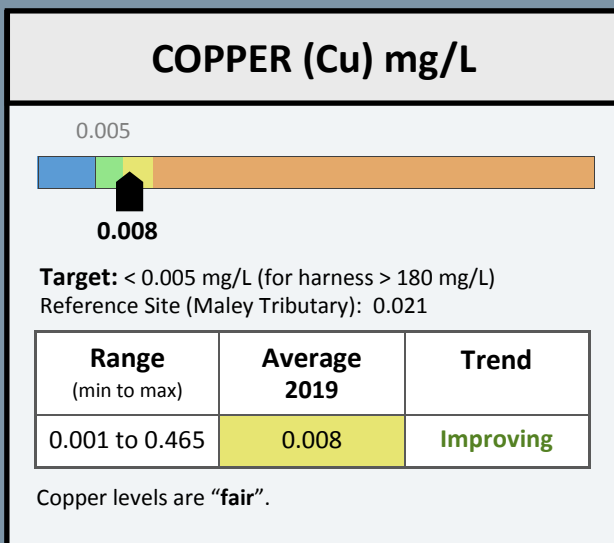 COPPER (Cu) mg/L
0.005
0.008
Target: < 0.005 mg/L (for harness > 180 mg/L)
Reference Site (Maley Tributary): 0.021
Range Average Trend
(min to max) 2019
0.001 to 0.465 0.008 Improving
Copper levels are “fair”.